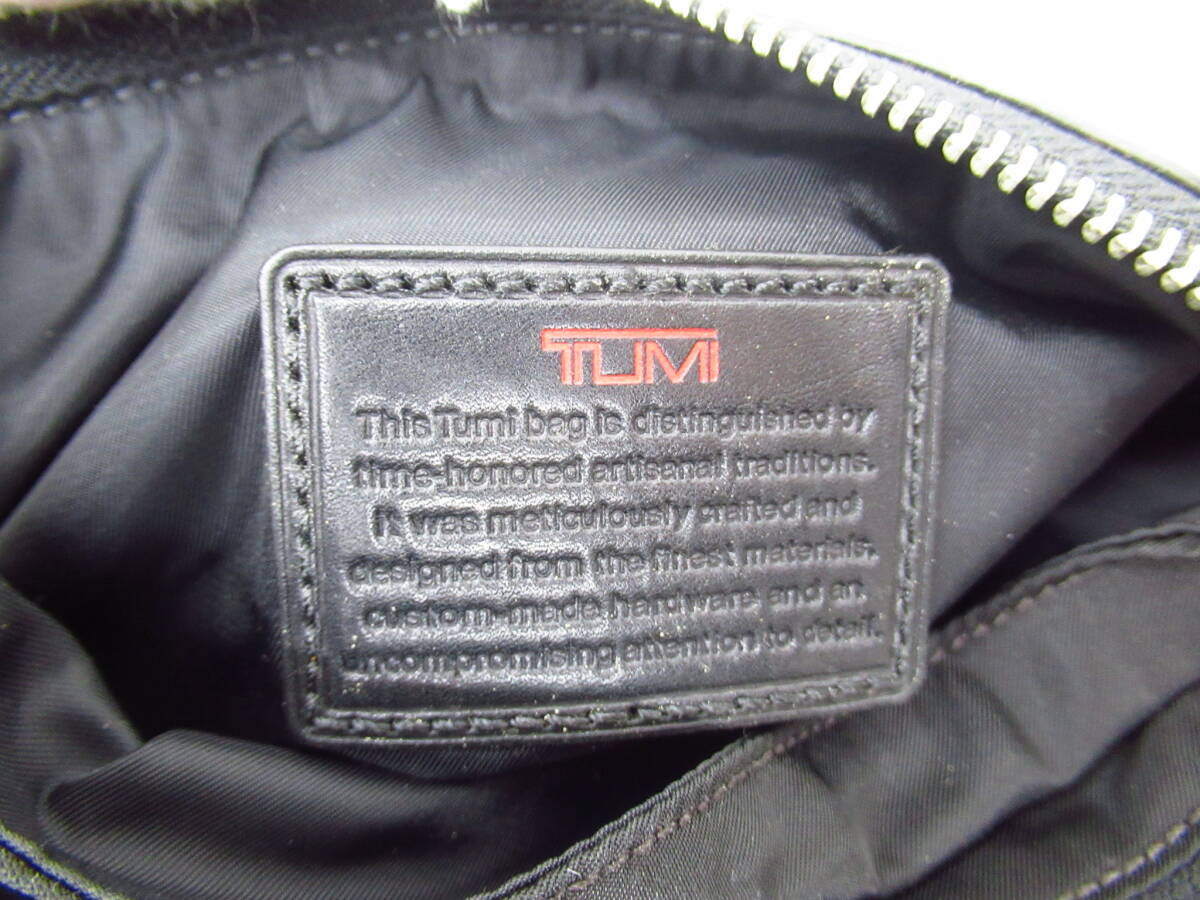 TUMI
This Tumi bag is distinguished by
time-honored artisanal traditions.
It was meticulously crafted and
designed from the finest materials,
custom-made hardware and an
uncompromising attention to detail.